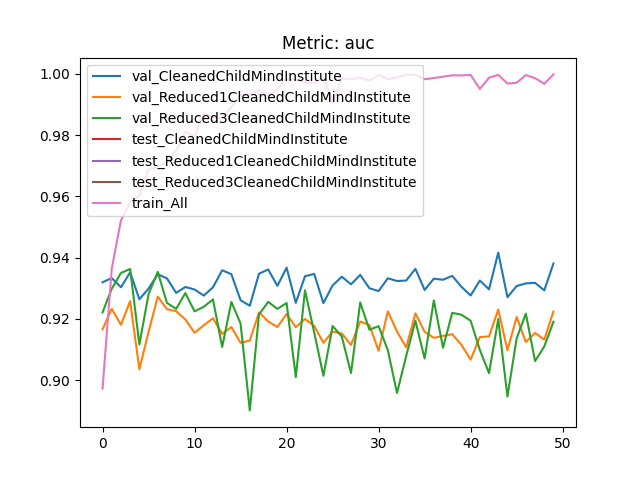 Metric: auc
val_CleanedChildMindInstitute
val_Reduced1CleanedChildMindInstitute
val_Reduced3CleanedChildMindInstitute
test_CleanedChildMindInstitute
test_Reduced1CleanedChildMindInstitute
test_Reduced3CleanedChildMindInstitute
train_All
1.00
0.98
0.96
0.94
0.92
0.90
0 10 20 30 40 50